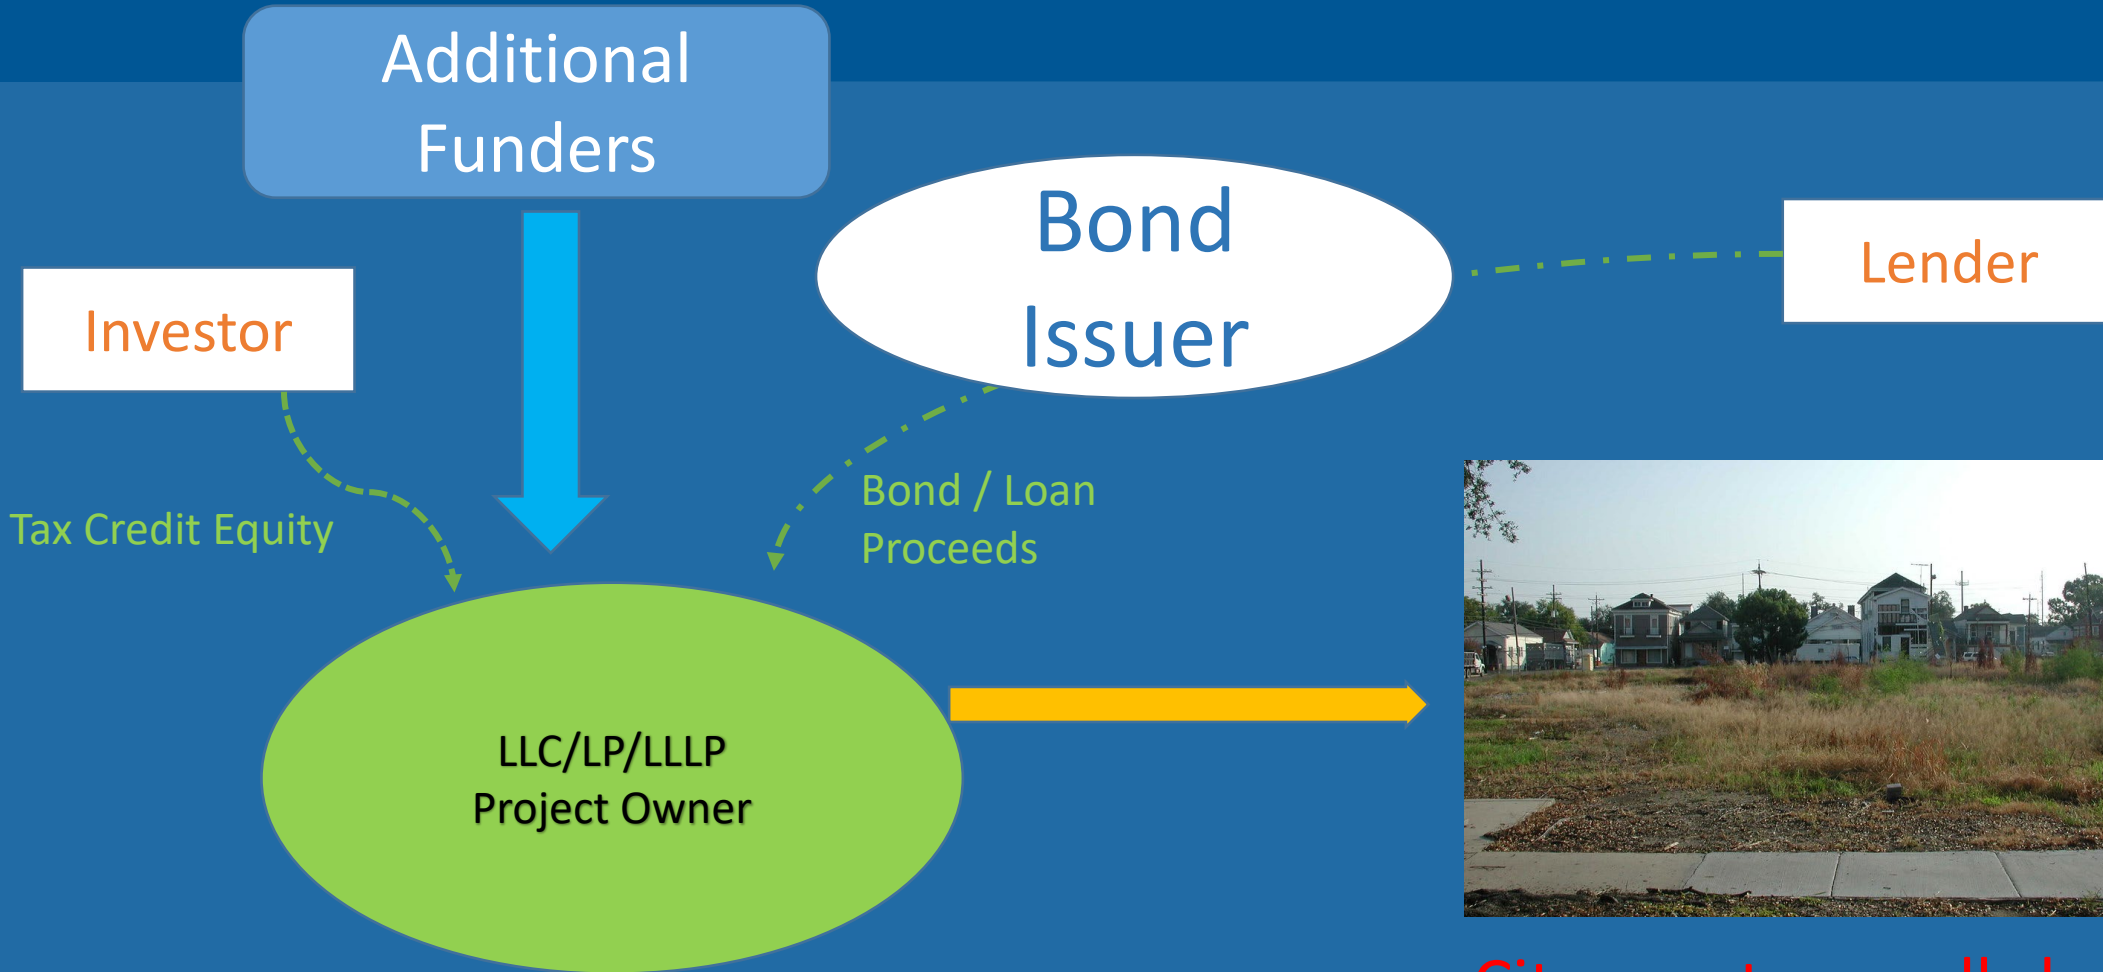 Additional
Funders
Bond
Issuer
Lender
Investor
Tax Credit Equity
Bond / Loan
Proceeds
LLC/LP/LLLP
Project Owner